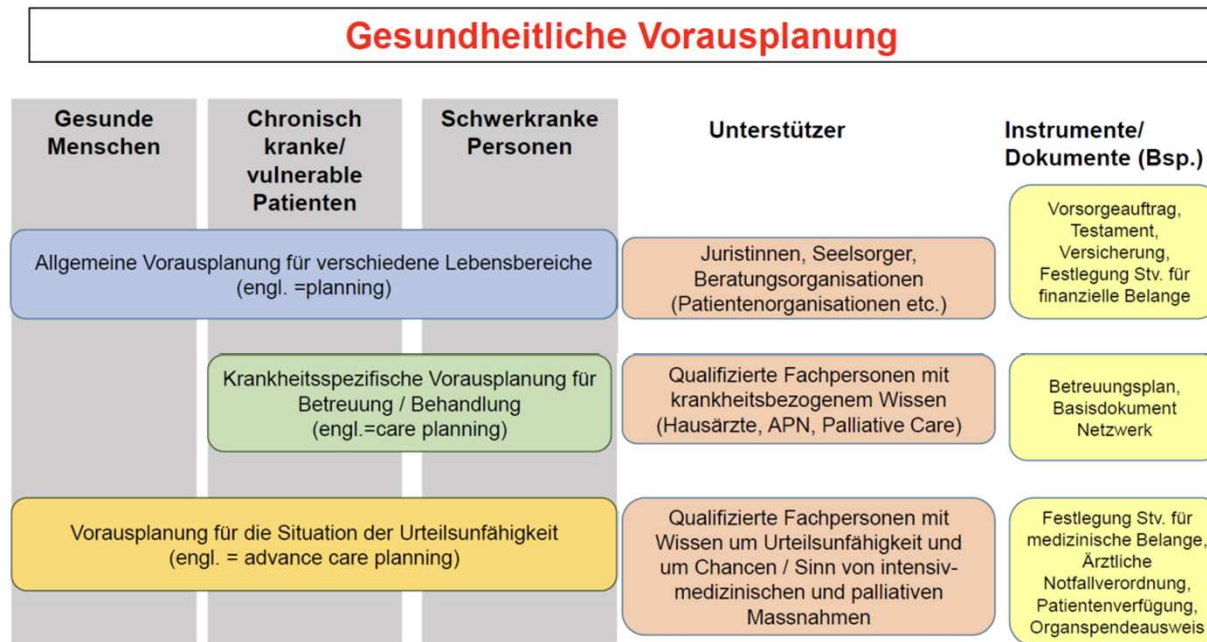 Gesundheitliche Vorausplanung
Gesunde
Menschen
Chronisch
kranke/
vulnerable
Patienten
Schwerkranke
Personen
Unterstützer
Instrumente/
Dokumente (Bsp.)
Allgemeine Vorausplanung für verschiedene Lebensbereiche
(engl. =planning)
Juristinnen, Seelsorger,
Beratungsorganisationen
(Patientenorganisationen etc.)
Vorsorgeauftrag,
Testament,
Versicherung,
Festlegung Stv. für
finanzielle Belange
Krankheitsspezifische Vorausplanung für
Betreuung / Behandlung
(engl.=care planning)
Qualifizierte Fachpersonen mit
krankheitsbezogenem Wissen
(Hausärzte, APN, Palliative Care)
Betreuungsplan,
Basisdokument
Netzwerk
Vorausplanung für die Situation der Urteilsunfähigkeit
(engl. = advance care planning)
Qualifizierte Fachpersonen mit
Wissen um Urteilsunfähigkeit und
um Chancen / Sinn von intensiv-
medizinischen und palliativen
Massnahmen
Festlegung Stv. für
medizinische Belange,
Ärztliche
Notfallverordnung,
Patientenverfügung,
Organspendeausweis